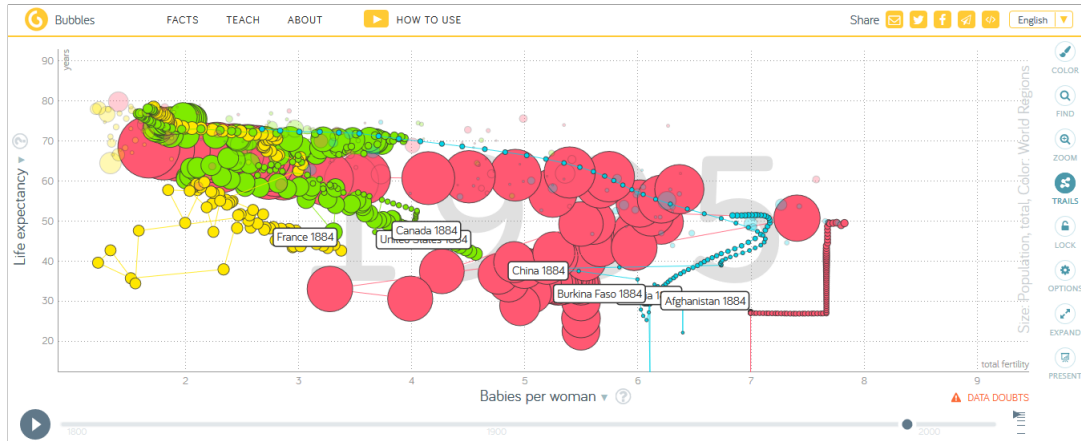 Bubbles FACTS TEACH ABOUT HOW TO USE Share English ▼
years
90
80
70
60
50
40
30
20
Life expectancy ▼ ?
France 1884
Canada 1884
United States 1884
China 1884
Burkina Faso 1884
Afghanistan 1884
2 3 4 5 6 7 8 9
total fertility
Babies per woman ▼ ?
Size: Population, total, Color: World Regions
COLOR
FIND
ZOOM
TRAILS
LOCK
OPTIONS
EXPAND
PRESENT
DATA DOUBTS
1800 1900 2000